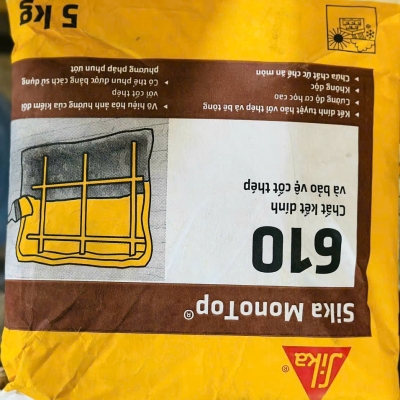 Sika®
Sika MonoTop®
610
Chất kết dính
và bảo vệ cốt thép
Kết dính tuyệt hảo với thép và bê tông
Cường độ cơ học cao
Không độc
Chứa chất ức chế ăn mòn
Vô hiệu hóa ảnh hưởng của kiềm đối
với cốt thép
Có thể phun được bằng cách sử dụng
phương pháp phun ướt
5 kg